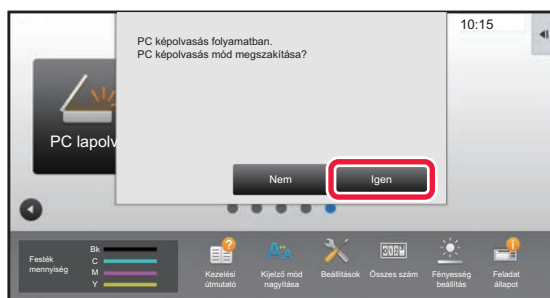 10:15
PC képolvasás folyamatban.
PC képolvasás mód megszakítása?
PC lapolv
Nem
Igen
Festék
mennyiség
Bk
C
M
Y
Kezelési
útmutató
Kijelző mód
nagyítása
Beállítások
Összes szám
Fényesség
beállítás
Feladat
állapot